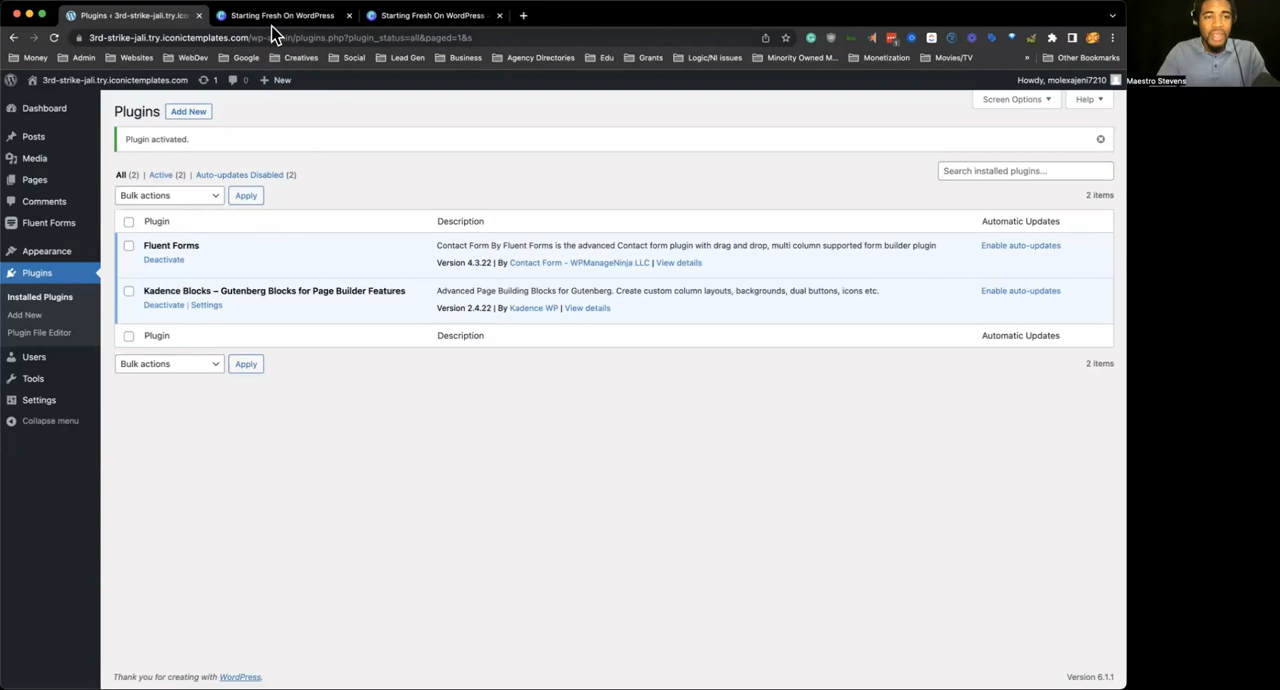 Plugins ‹ 3rd-strike-jali.try.ico
Starting Fresh On WordPress
Starting Fresh On WordPress
3rd-strike-jali.try.iconictemplates.com/wp-admin/plugins.php?plugin_status=all&paged=1&s
Money Admin Websites WebDev Google Creatives Social Lead Gen Business Agency Directories Edu Grants Logic/NI issues Minority Owned M... Monetization Movies/TV » Other Bookmarks
Maestro Stevens
3rd-strike-jali.try.iconictemplates.com 1 0 + New Howdy, molexajeni7210
Dashboard
Posts
Media
Pages
Comments
Fluent Forms
Appearance
Plugins
Installed Plugins
Add New
Plugin File Editor
Users
Tools
Settings
Collapse menu
Screen Options ▼ Help ▼
Plugins Add New
Plugin activated.
All (2) | Active (2) | Auto-updates Disabled (2)
Search installed plugins...
Bulk actions Apply
2 items
Plugin Description Automatic Updates
Fluent Forms Contact Form By Fluent Forms is the advanced Contact form plugin with drag and drop, multi column supported form builder plugin Enable auto-updates
Deactivate Version 4.3.22 | By Contact Form - WPManageNinja LLC | View details
Kadence Blocks – Gutenberg Blocks for Page Builder Features Advanced Page Building Blocks for Gutenberg. Create custom column layouts, backgrounds, dual buttons, icons etc. Enable auto-updates
Deactivate | Settings Version 2.4.22 | By Kadence WP | View details
Plugin Description Automatic Updates
Bulk actions Apply
2 items
Thank you for creating with WordPress.
Version 6.1.1